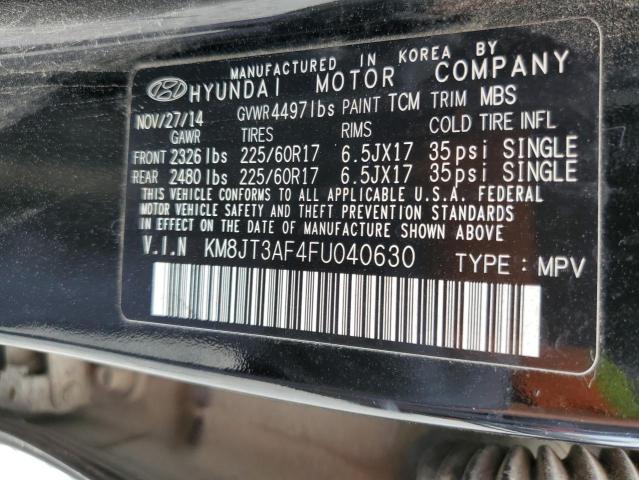 MANUFACTURED IN KOREA BY
HYUNDAI MOTOR COMPANY
NOV/27/14 GVWR 4497lbs PAINT TCM TRIM MBS
GAWR TIRES RIMS COLD TIRE INFL
FRONT 2326 lbs 225/60R17 6.5JX17 35psi SINGLE
REAR 2480 lbs 225/60R17 6.5JX17 35psi SINGLE
THIS VEHICLE CONFORMS TO ALL APPLICABLE U.S.A. FEDERAL
MOTOR VEHICLE SAFETY AND THEFT PREVENTION STANDARDS
IN EFFECT ON THE DATE OF MANUFACTURE SHOWN ABOVE.
V.I.N KM8JT3AF4FU040630 TYPE : MPV